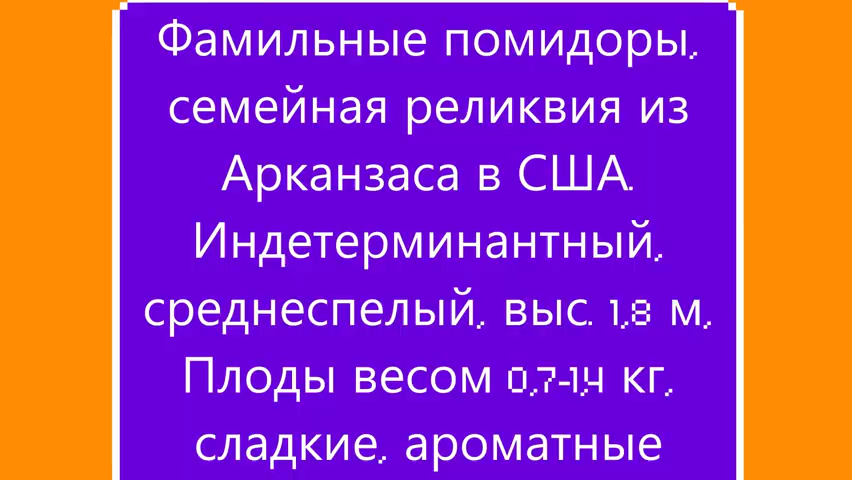 Фамильные помидоры,
семейная реликвия из
Арканзаса в США.
Индетерминантный,
среднеспелый, выс. 1,8 м,
Плоды весом 0,7-1,4 кг,
сладкие, ароматные